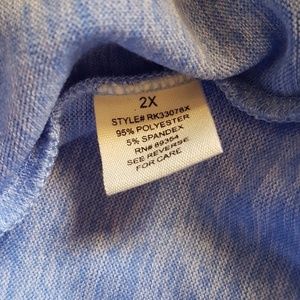 2X
STYLE# RK33078X
95% POLYESTER
5% SPANDEX
RN# 89354
SEE REVERSE
FOR CARE